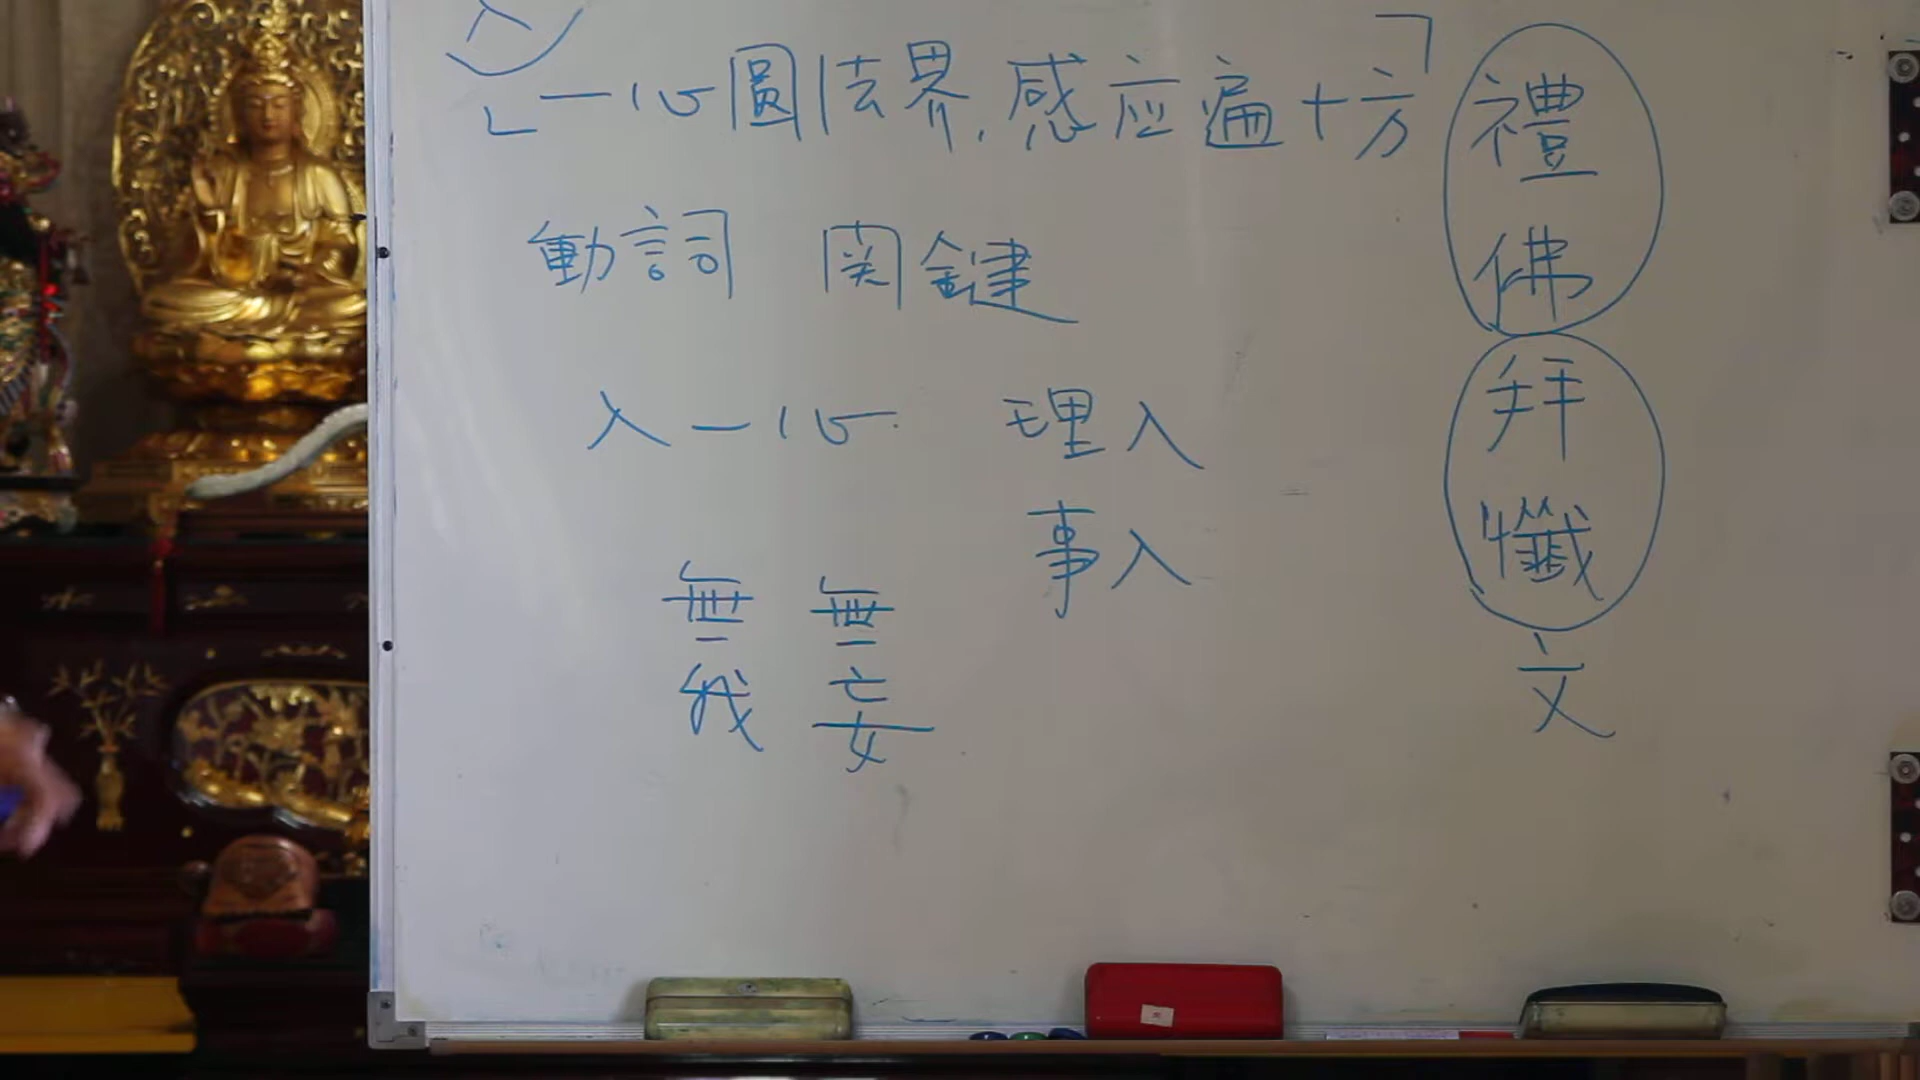 入
「一心圓法界,感应遍十方」
動詞 関鍵
入一心 理入
事入
無我
無妄
禮佛拜懺文